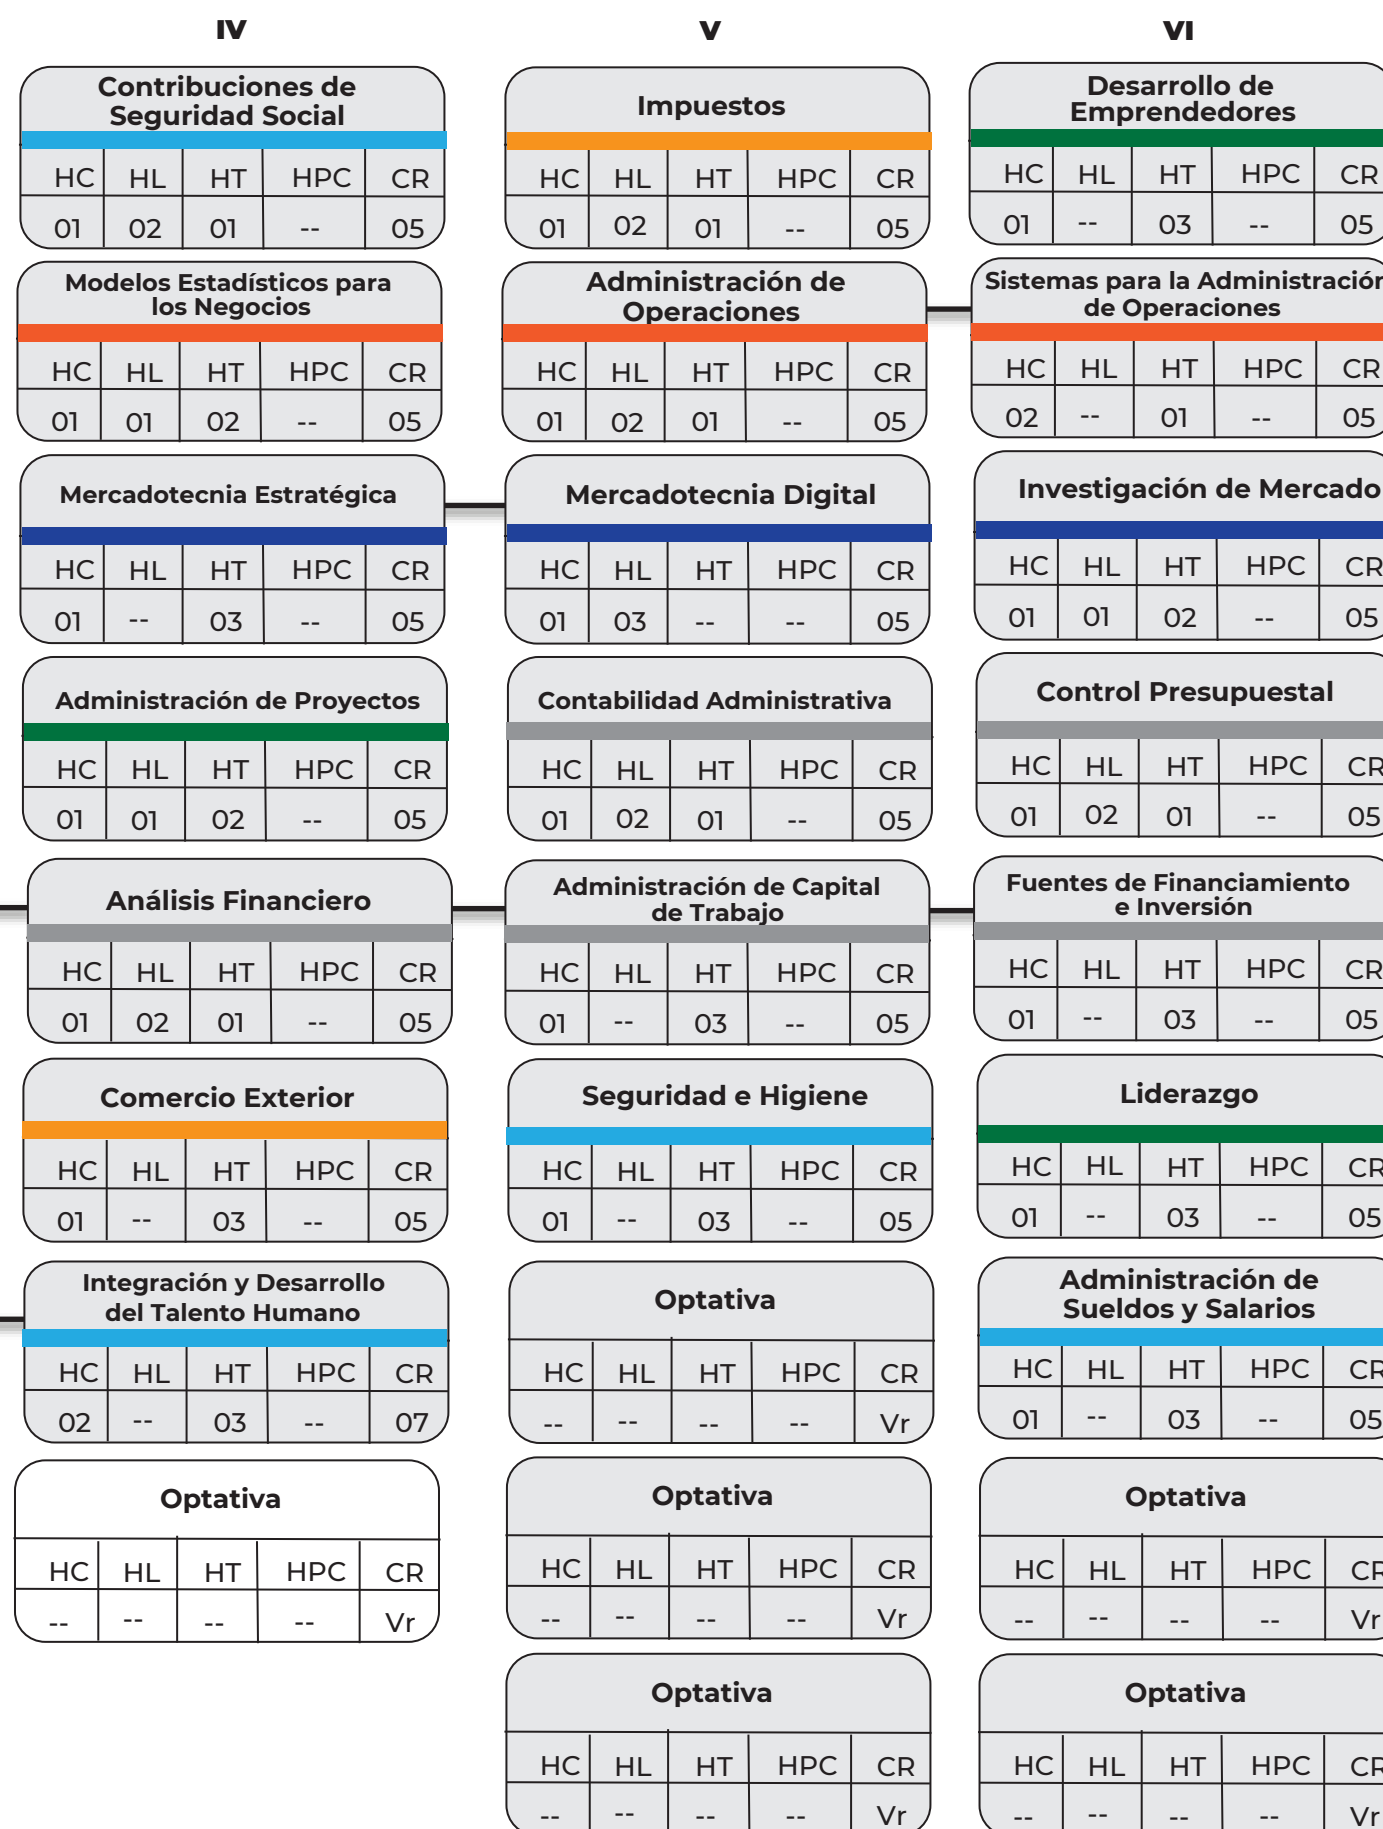 IV
Contribuciones de
Seguridad Social
HC HL HT HPC CR
01 02 01 -- 05
Modelos Estadísticos para
los Negocios
HC HL HT HPC CR
01 01 02 -- 05
Mercadotecnia Estratégica
HC HL HT HPC CR
01 -- 03 -- 05
Administración de Proyectos
HC HL HT HPC CR
01 01 02 -- 05
Análisis Financiero
HC HL HT HPC CR
01 02 01 -- 05
Comercio Exterior
HC HL HT HPC CR
01 -- 03 -- 05
Integración y Desarrollo
del Talento Humano
HC HL HT HPC CR
02 -- 03 -- 07
Optativa
HC HL HT HPC CR
-- -- -- -- Vr
V
Impuestos
HC HL HT HPC CR
01 02 01 -- 05
Administración de
Operaciones
HC HL HT HPC CR
01 02 01 -- 05
Mercadotecnia Digital
HC HL HT HPC CR
01 03 -- -- 05
Contabilidad Administrativa
HC HL HT HPC CR
01 02 01 -- 05
Administración de Capital
de Trabajo
HC HL HT HPC CR
01 -- 03 -- 05
Seguridad e Higiene
HC HL HT HPC CR
01 -- 03 -- 05
Optativa
HC HL HT HPC CR
-- -- -- -- Vr
Optativa
HC HL HT HPC CR
-- -- -- -- Vr
Optativa
HC HL HT HPC CR
-- -- -- -- Vr
VI
Desarrollo de
Emprendedores
HC HL HT HPC CR
01 -- 03 -- 05
Sistemas para la Administración
de Operaciones
HC HL HT HPC CR
02 -- 01 -- 05
Investigación de Mercado
HC HL HT HPC CR
01 01 02 -- 05
Control Presupuestal
HC HL HT HPC CR
01 02 01 -- 05
Fuentes de Financiamiento
e Inversión
HC HL HT HPC CR
01 -- 03 -- 05
Liderazgo
HC HL HT HPC CR
01 -- 03 -- 05
Administración de
Sueldos y Salarios
HC HL HT HPC CR
01 -- 03 -- 05
Optativa
HC HL HT HPC CR
-- -- -- -- Vr
Optativa
HC HL HT HPC CR
-- -- -- -- Vr